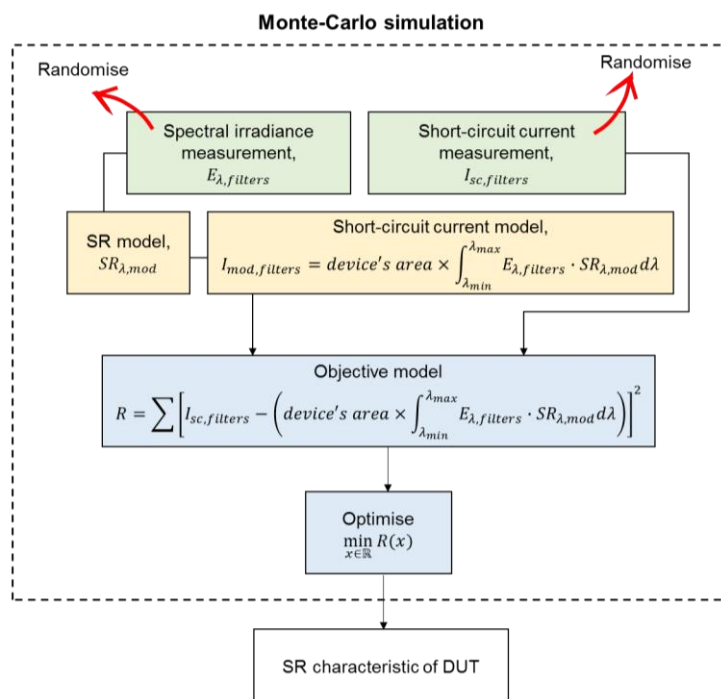 Monte-Carlo simulation
Randomise
Randomise
Spectral irradiance
measurement,
E_{λ,filters}
Short-circuit current
measurement,
I_{sc,filters}
SR model,
SR_{λ,mod}
Short-circuit current model,
I_{mod,filters} = device's area × ∫_{λ_{min}}^{λ_{max}} E_{λ,filters} · SR_{λ,mod} dλ
Objective model
R = ∑ [I_{sc,filters} − (device's area × ∫_{λ_{min}}^{λ_{max}} E_{λ,filters} · SR_{λ,mod} dλ)]^2
Optimise
min R(x)
x∈ℝ
SR characteristic of DUT